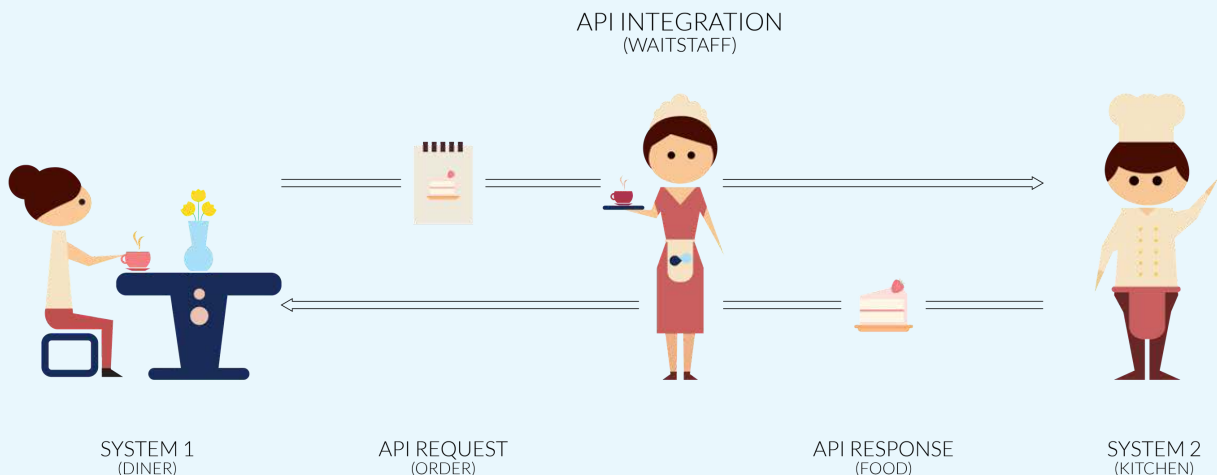 API INTEGRATION
(WAITSTAFF)
SYSTEM 1
(DINER)
API REQUEST
(ORDER)
API RESPONSE
(FOOD)
SYSTEM 2
(KITCHEN)